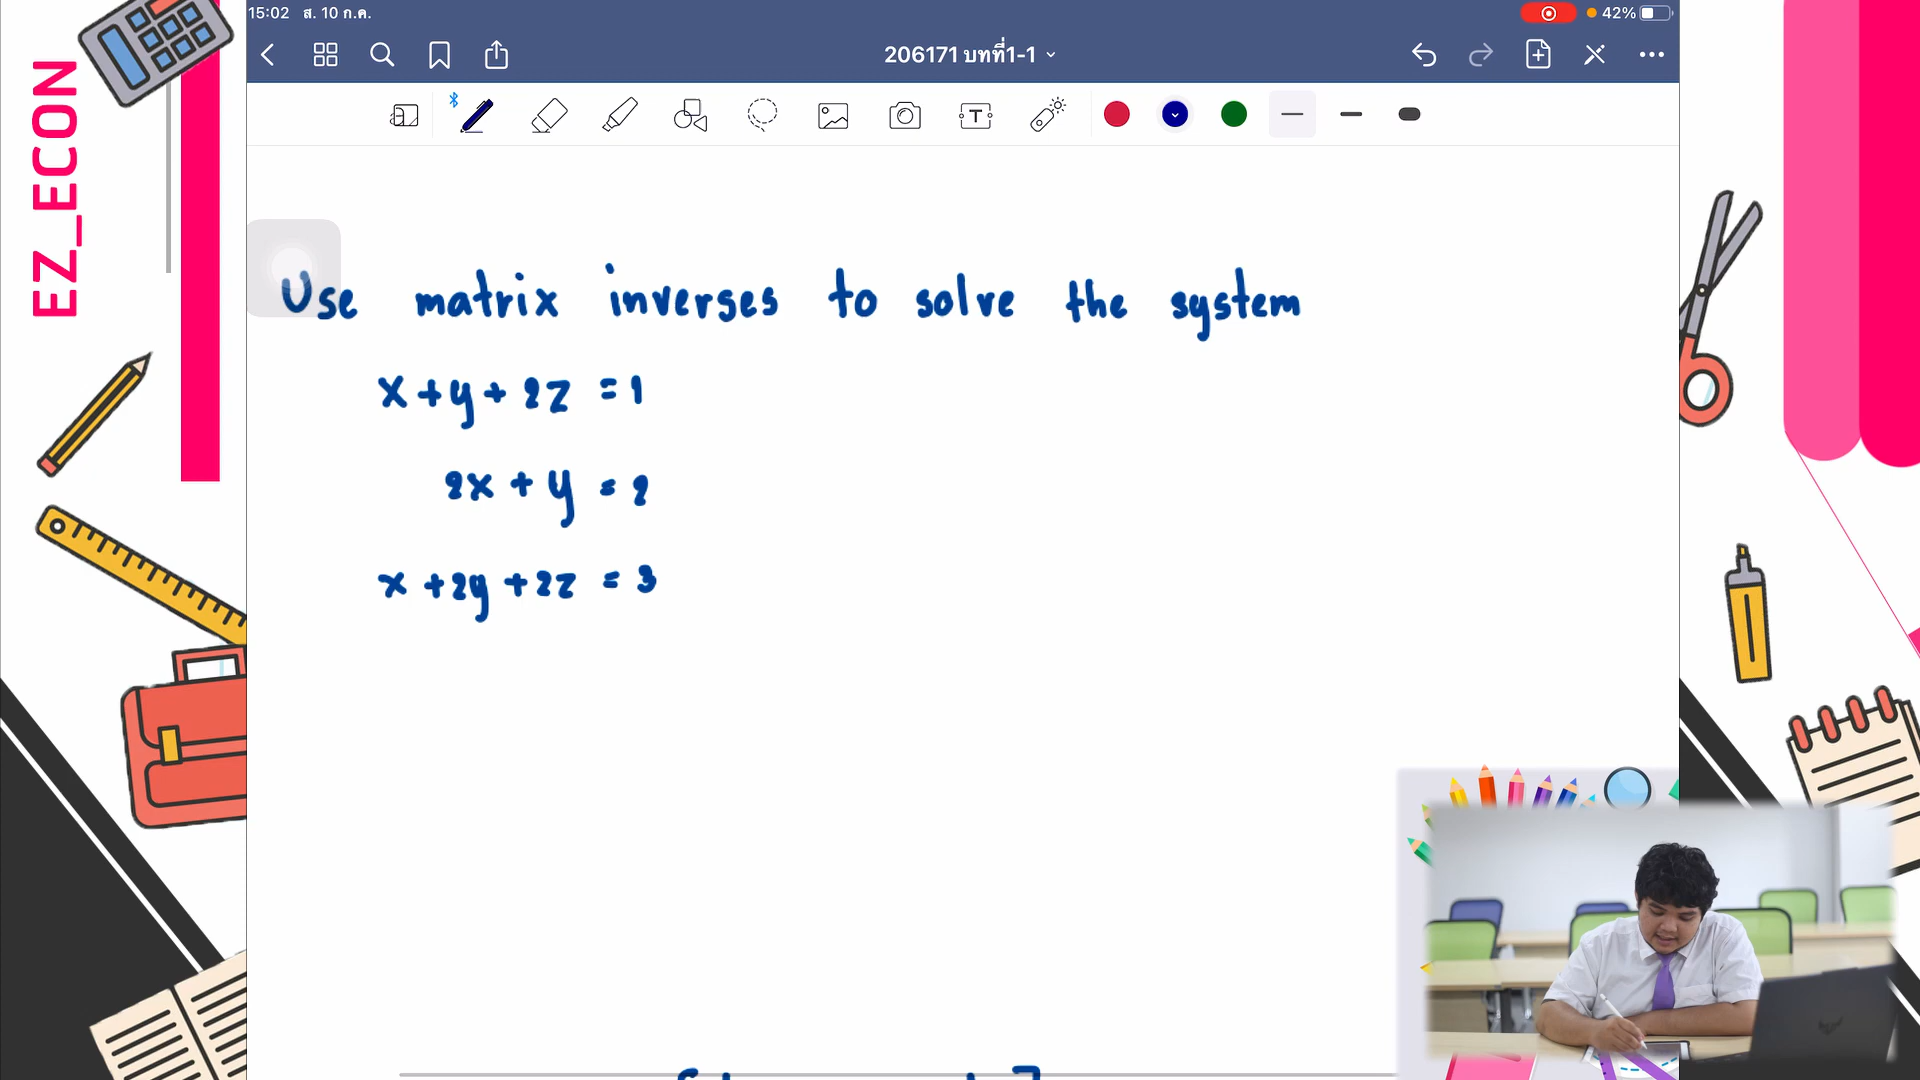 15:02 ส. 10 ก.ค.
42%
206171 บทที่1-1
EZ_ECON
Use matrix inverses to solve the system
x + y + 2z = 1
2x + y = 2
x + 2y + 2z = 3